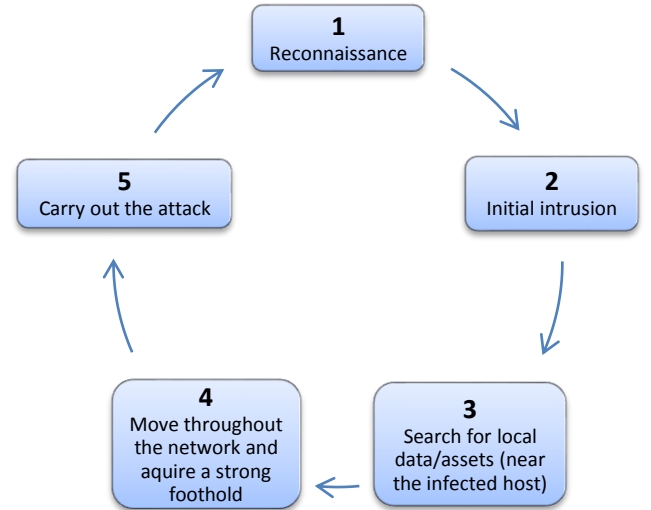 1
Reconnaissance
2
Initial intrusion
3
Search for local
data/assets (near
the infected host)
4
Move throughout
the network and
aquire a strong
foothold
5
Carry out the attack